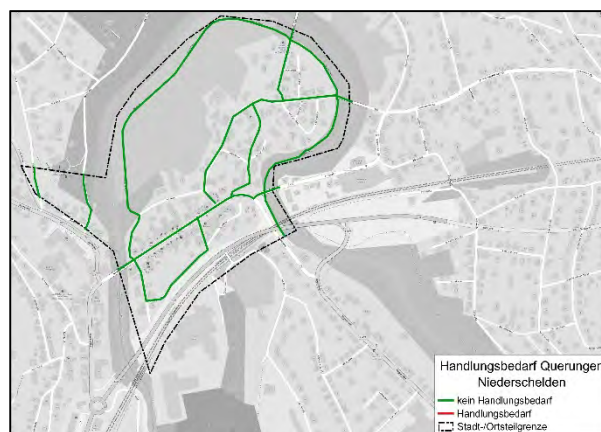 Handlungsbedarf Querungen
Niederschelden
kein Handlungsbedarf
Handlungsbedarf
Stadt-/Ortsteilgrenze